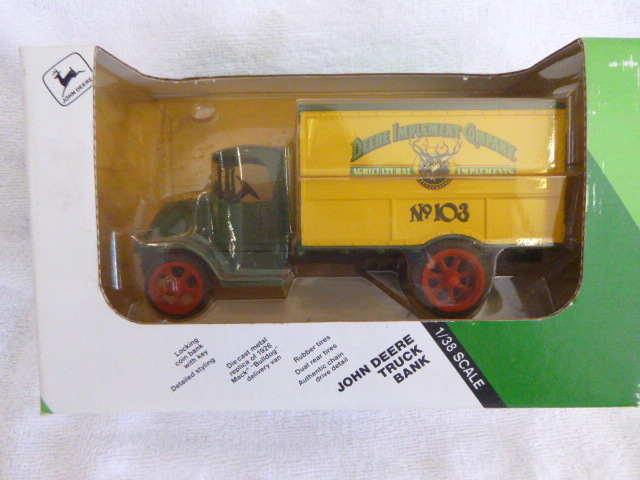 JOHN DEERE
DEERE IMPLEMENT COMPANY
AGRICULTURAL IMPLEMENTS
Nº 103
Locking
coin bank
with key
Detailed styling
Die cast metal
replica of 1926
Mack® "Bulldog"
delivery van
Rubber tires
Dual rear tires
Authentic chain
drive detail
JOHN DEERE
TRUCK
BANK
1/38 SCALE